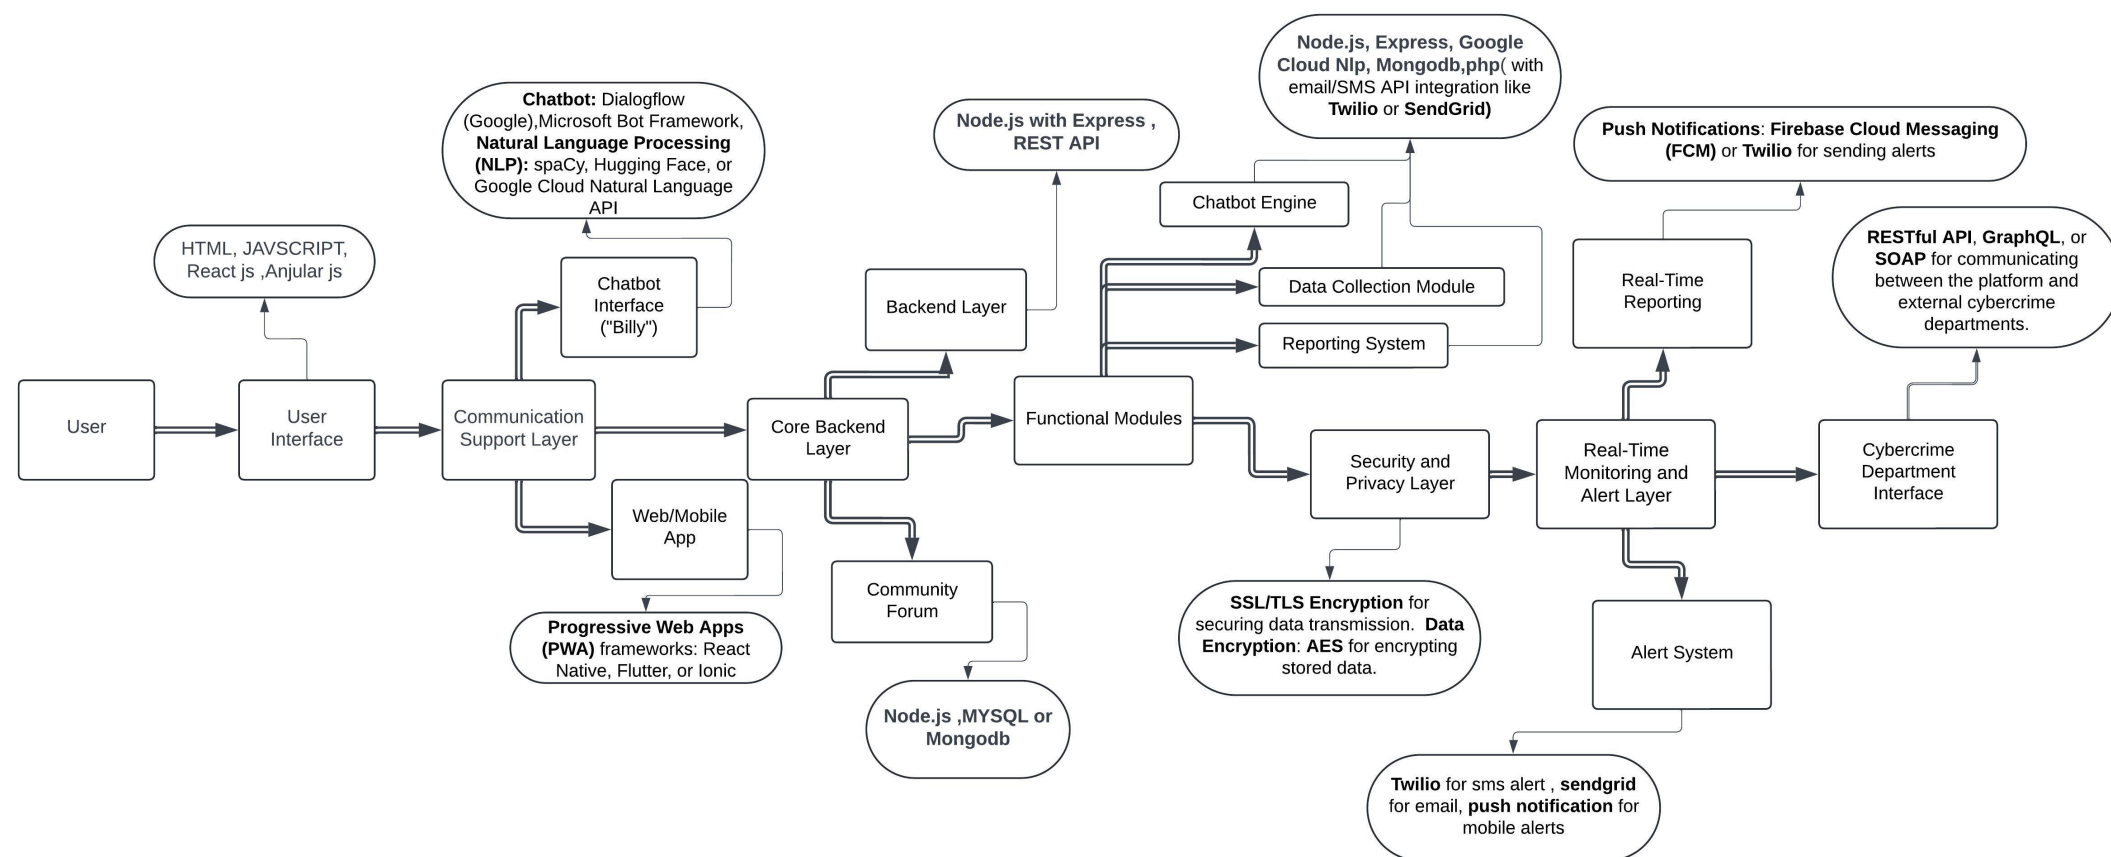 Node.js, Express, Google
Cloud Nlp, Mongodb,php( with
email/SMS API integration like
Twilio or SendGrid)
Chatbot: Dialogflow
(Google),Microsoft Bot Framework,
Natural Language Processing
(NLP): spaCy, Hugging Face, or
Google Cloud Natural Language
API
Node.js with Express ,
REST API
Push Notifications: Firebase Cloud Messaging
(FCM) or Twilio for sending alerts
Chatbot Engine
HTML, JAVSCRIPT,
React js ,Anjular js
RESTful API, GraphQL, or
SOAP for communicating
between the platform and
external cybercrime
departments.
Chatbot
Interface
("Billy")
Backend Layer
Data Collection Module
Reporting System
Real-Time
Reporting
User
User
Interface
Communication
Support Layer
Core Backend
Layer
Functional Modules
Security and
Privacy Layer
Real-Time
Monitoring and
Alert Layer
Cybercrime
Department
Interface
Web/Mobile
App
Community
Forum
Progressive Web Apps
(PWA) frameworks: React
Native, Flutter, or Ionic
SSL/TLS Encryption for
securing data transmission. Data
Encryption: AES for encrypting
stored data.
Alert System
Node.js ,MYSQL or
Mongodb
Twilio for sms alert , sendgrid
for email, push notification for
mobile alerts